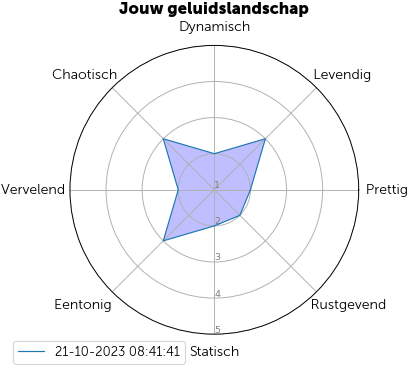 Jouw geluidslandschap
Dynamisch
Chaotisch
Levendig
Vervelend
1
Prettig
2
3
4
Eentonig
Rustgevend
5
21-10-2023 08:41:41
Statisch